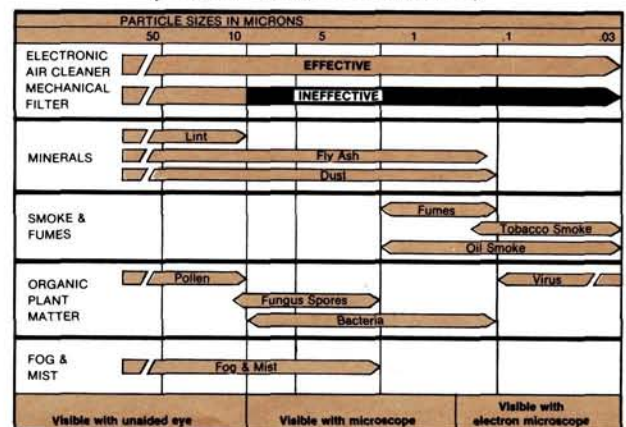 PARTICLE SIZES IN MICRONS
50 10 5 1 .1 .03
ELECTRONIC
AIR CLEANER
EFFECTIVE
MECHANICAL
FILTER
INEFFECTIVE
Lint
MINERALS
Fly Ash
Dust
SMOKE &
FUMES
Fumes
Tobacco Smoke
Oil Smoke
ORGANIC
PLANT
MATTER
Pollen
Virus
Fungus Spores
Bacteria
FOG &
MIST
Fog & Mist
Visible with unaided eye
Visible with microscope
Visible with
electron microscope